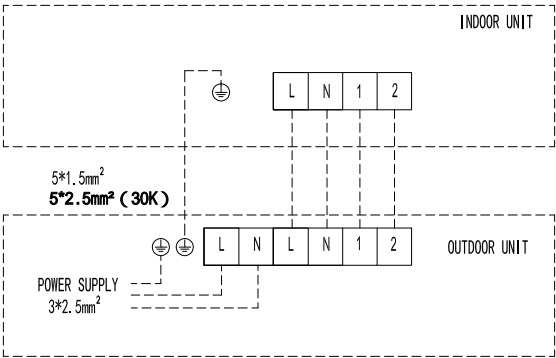 INDOOR UNIT
L N 1 2
5*1.5mm²
5*2.5mm² (30K)
L N L N 1 2
OUTDOOR UNIT
POWER SUPPLY
3*2.5mm²